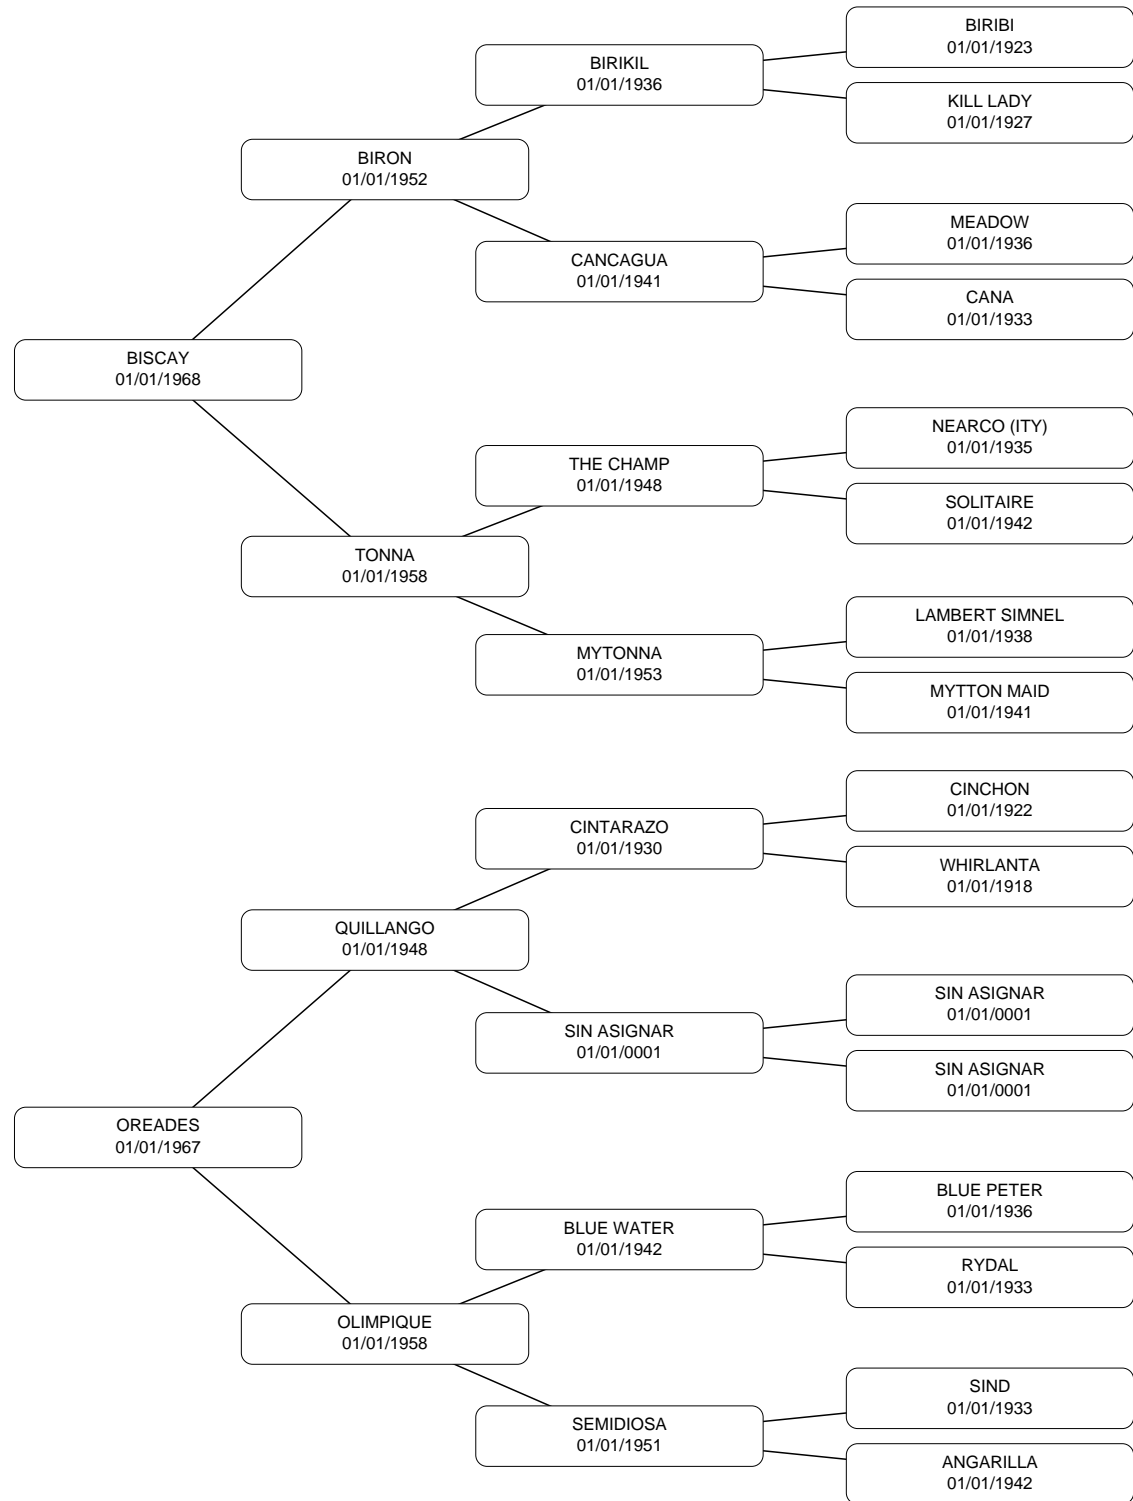 BIRIBI
01/01/1923
BIRIKIL
01/01/1936
KILL LADY
01/01/1927
BIRON
01/01/1952
MEADOW
01/01/1936
CANCAGUA
01/01/1941
CANA
01/01/1933
BISCAY
01/01/1968
NEARCO (ITY)
01/01/1935
THE CHAMP
01/01/1948
SOLITAIRE
01/01/1942
TONNA
01/01/1958
LAMBERT SIMNEL
01/01/1938
MYTONNA
01/01/1953
MYTTON MAID
01/01/1941
CINCHON
01/01/1922
CINTARAZO
01/01/1930
WHIRLANTA
01/01/1918
QUILLANGO
01/01/1948
SIN ASIGNAR
01/01/0001
SIN ASIGNAR
01/01/0001
SIN ASIGNAR
01/01/0001
OREADES
01/01/1967
BLUE PETER
01/01/1936
BLUE WATER
01/01/1942
RYDAL
01/01/1933
OLIMPIQUE
01/01/1958
SIND
01/01/1933
SEMIDIOSA
01/01/1951
ANGARILLA
01/01/1942